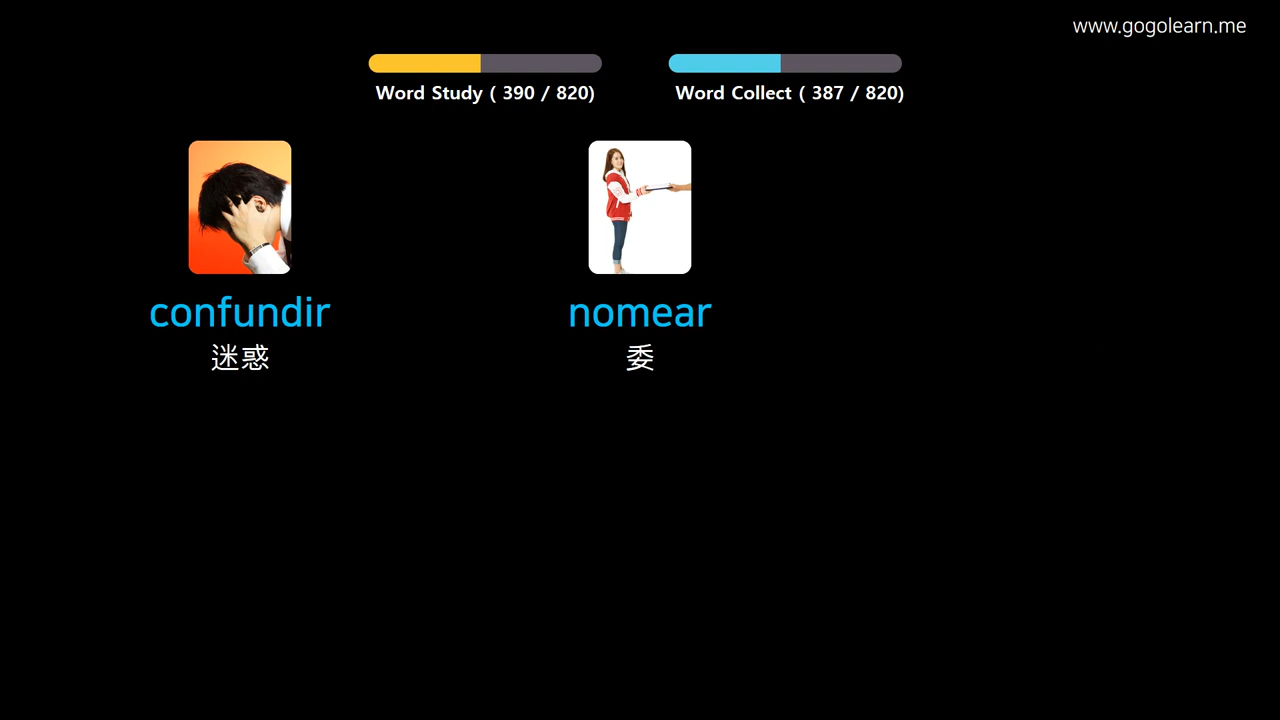 www.gogolearn.me
Word Study ( 390 / 820)
Word Collect ( 387 / 820)
confundir
迷惑
nomear
委